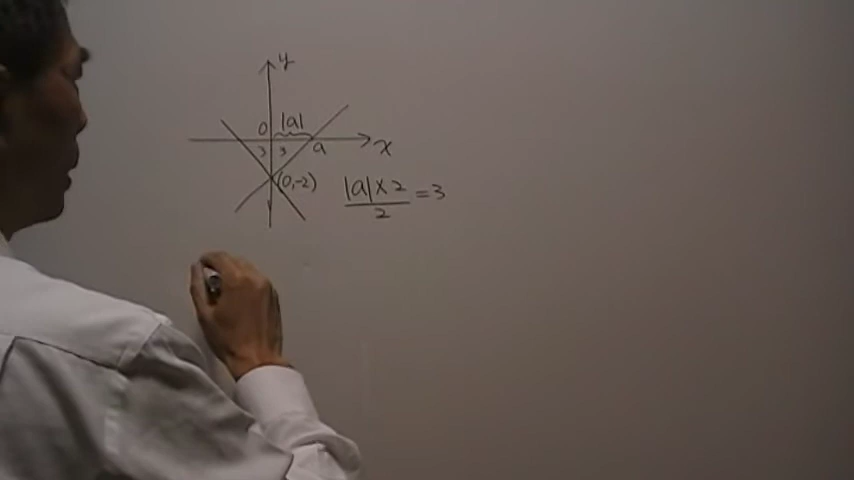 y
0 |a|
3 3 a x
(0,-2)
|a|×2/2 = 3